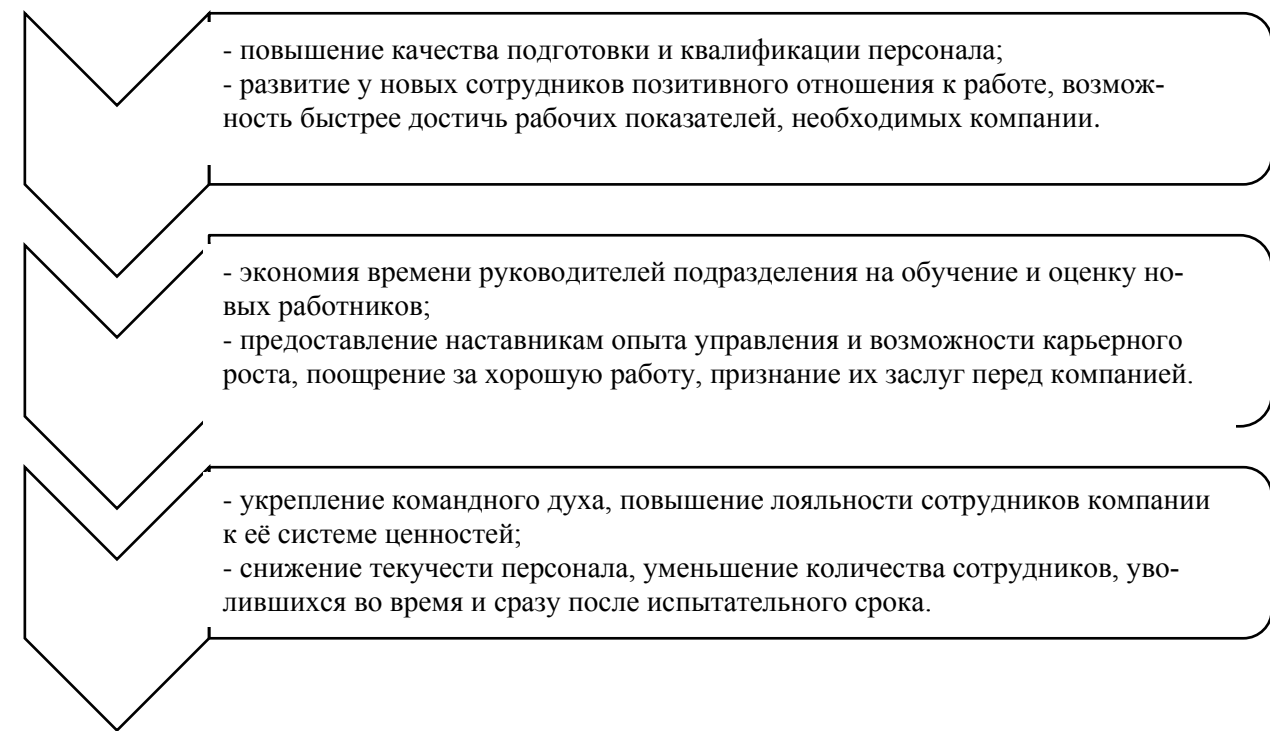 - повышение качества подготовки и квалификации персонала;
- развитие у новых сотрудников позитивного отношения к работе, возмож-
ность быстрее достичь рабочих показателей, необходимых компании.
- экономия времени руководителей подразделения на обучение и оценку но-
вых работников;
- предоставление наставникам опыта управления и возможности карьерного
роста, поощрение за хорошую работу, признание их заслуг перед компанией.
- укрепление командного духа, повышение лояльности сотрудников компании
к её системе ценностей;
- снижение текучести персонала, уменьшение количества сотрудников, уво-
лившихся во время и сразу после испытательного срока.